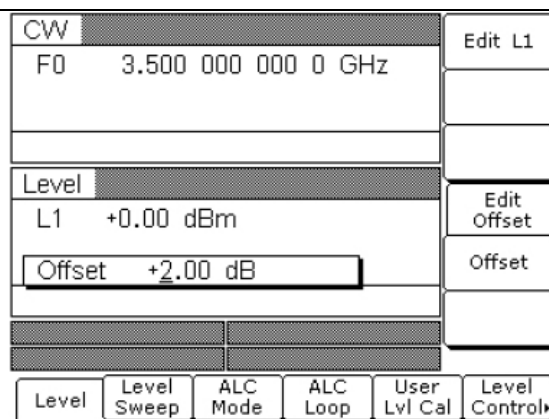 CW
Edit L1
F0 3.500 000 000 0 GHz
Level
L1 +0.00 dBm
Edit
Offset
Offset +2.00 dB
Offset
Level
Level
Sweep
ALC
Mode
ALC
Loop
User
Lvl Cal
Level
Controls